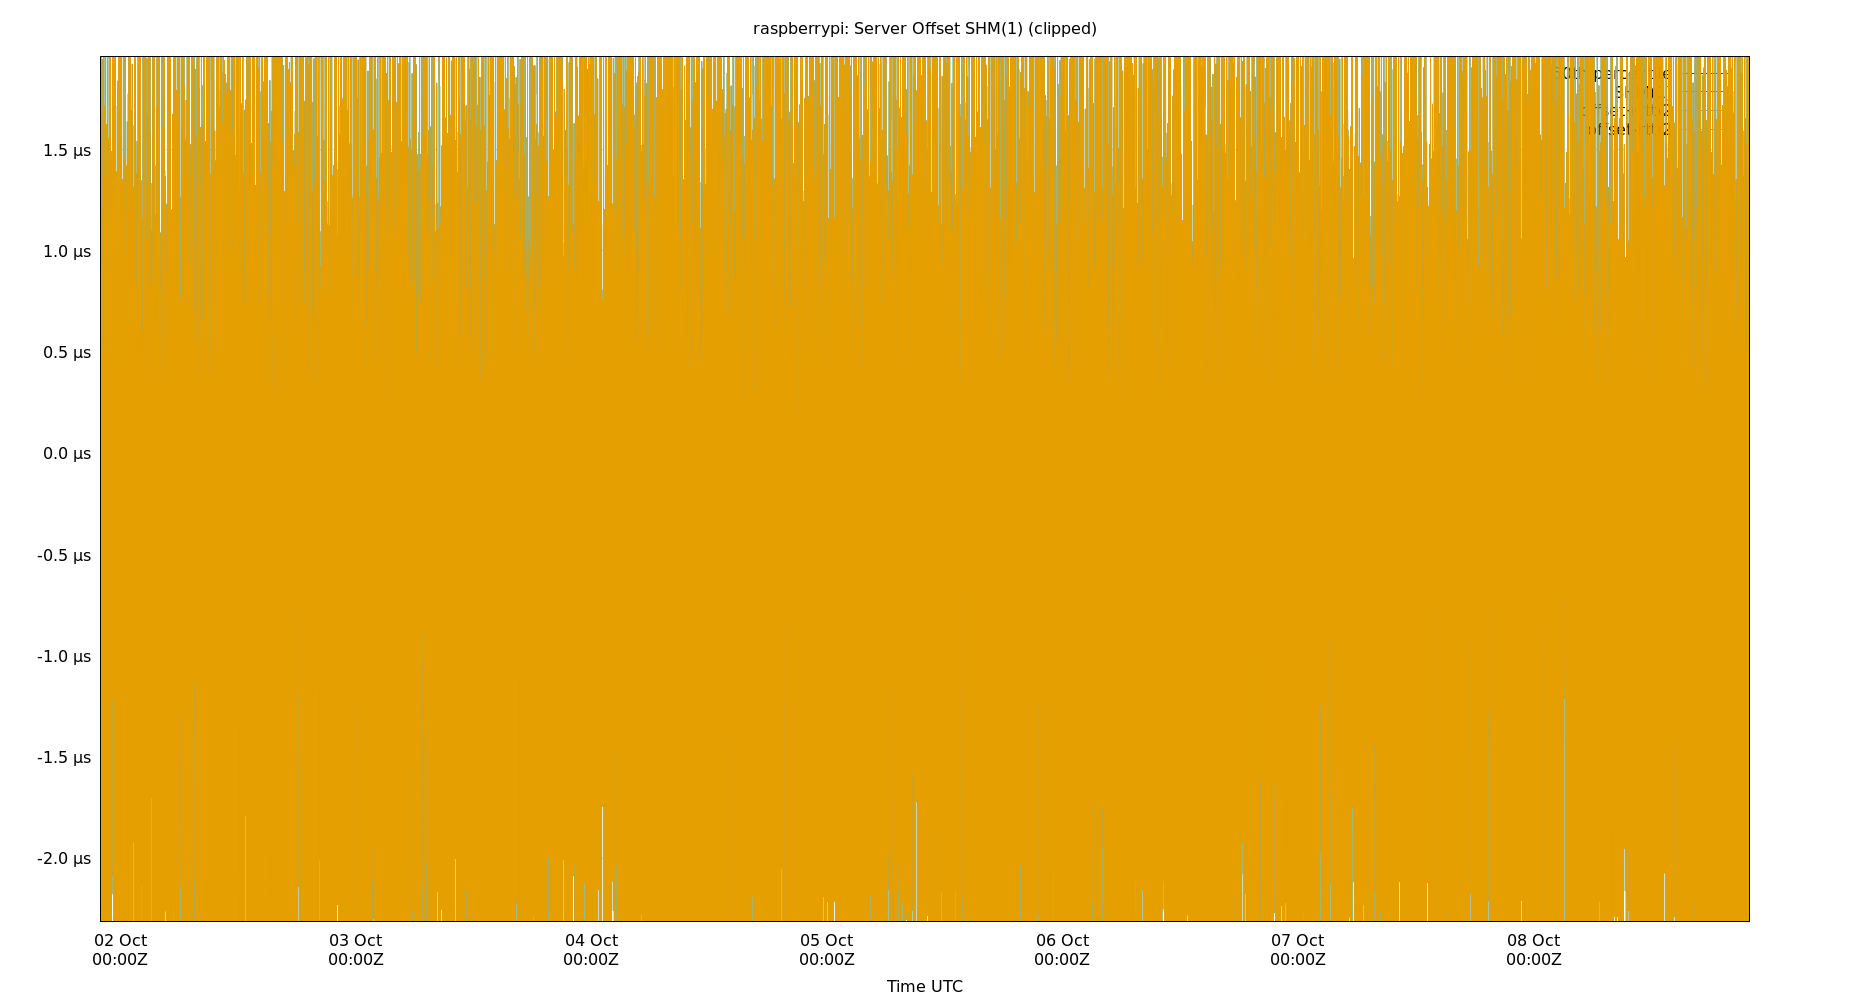 raspberrypi: Server Offset SHM(1) (clipped)
1.5 µs
1.0 µs
0.5 µs
0.0 µs
-0.5 µs
-1.0 µs
-1.5 µs
-2.0 µs
02 Oct 03 Oct 04 Oct 05 Oct 06 Oct 07 Oct 08 Oct
00:00Z 00:00Z 00:00Z 00:00Z 00:00Z 00:00Z 00:00Z
Time UTC